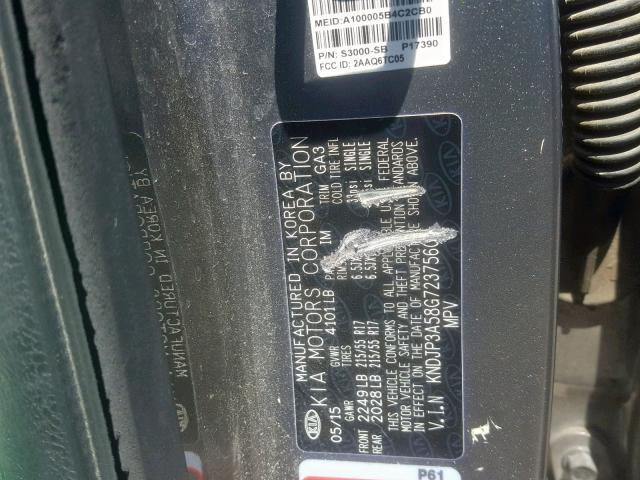 MEID:A100005B4C2CB0
P/N: S3000-SB P17390
FCC ID: 2AAQ6TC05
MANUFACTURED IN KOREA BY
KIA MOTORS CORPORATION
05/15 GVWR 4101LB 1M TRIM GA3
GAWR TIRES COLD TIRE INFL
FRONT 2249LB 215/55 R17 SINGLE
REAR 2028LB 215/55 R17 SINGLE
THIS VEHICLE CONFORMS TO ALL APPLICABLE FEDERAL
MOTOR VEHICLE SAFETY AND THEFT PREVENTION STANDARDS
IN EFFECT ON THE DATE OF MANUFACTURE SHOWN ABOVE.
V.I.N KNDJP3A58G7237560
MPV
KIA
P61